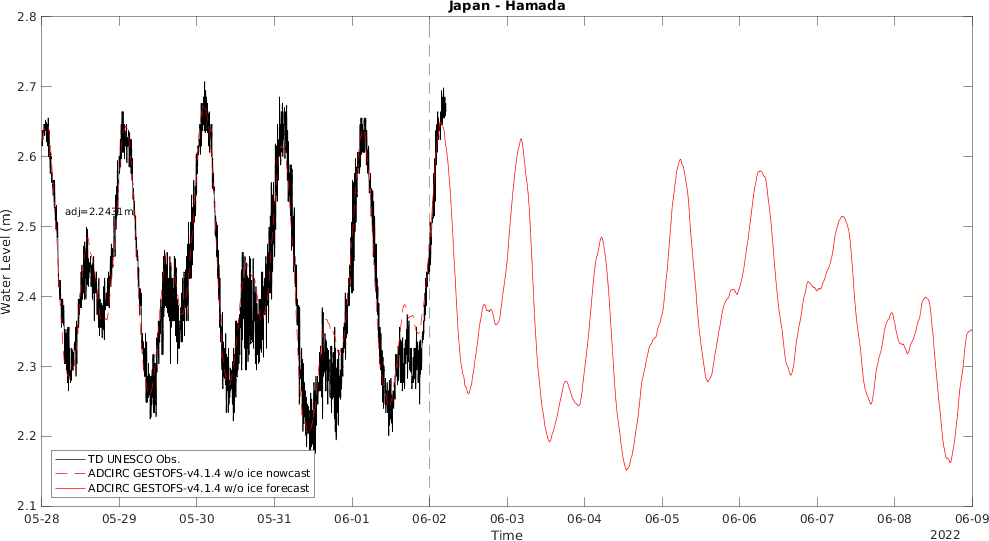 Japan - Hamada
Water Level (m)
2.8
2.7
2.6
2.5
2.4
2.3
2.2
2.1
adj=2.2431m
TD UNESCO Obs.
ADCIRC GESTOFS-v4.1.4 w/o ice nowcast
ADCIRC GESTOFS-v4.1.4 w/o ice forecast
05-28 05-29 05-30 05-31 06-01 06-02 06-03 06-04 06-05 06-06 06-07 06-08 06-09
Time
2022